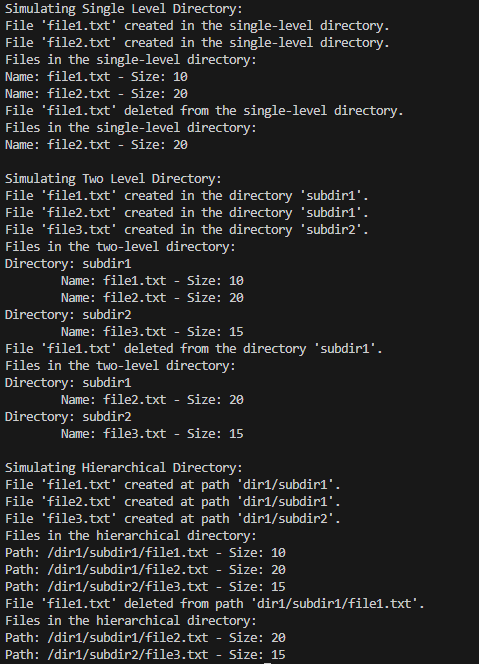 Simulating Single Level Directory:
File 'file1.txt' created in the single-level directory.
File 'file2.txt' created in the single-level directory.
Files in the single-level directory:
Name: file1.txt - Size: 10
Name: file2.txt - Size: 20
File 'file1.txt' deleted from the single-level directory.
Files in the single-level directory:
Name: file2.txt - Size: 20

Simulating Two Level Directory:
File 'file1.txt' created in the directory 'subdir1'.
File 'file2.txt' created in the directory 'subdir1'.
File 'file3.txt' created in the directory 'subdir2'.
Files in the two-level directory:
Directory: subdir1
        Name: file1.txt - Size: 10
        Name: file2.txt - Size: 20
Directory: subdir2
        Name: file3.txt - Size: 15
File 'file1.txt' deleted from the directory 'subdir1'.
Files in the two-level directory:
Directory: subdir1
        Name: file2.txt - Size: 20
Directory: subdir2
        Name: file3.txt - Size: 15

Simulating Hierarchical Directory:
File 'file1.txt' created at path 'dir1/subdir1'.
File 'file2.txt' created at path 'dir1/subdir1'.
File 'file3.txt' created at path 'dir1/subdir2'.
Files in the hierarchical directory:
Path: /dir1/subdir1/file1.txt - Size: 10
Path: /dir1/subdir1/file2.txt - Size: 20
Path: /dir1/subdir2/file3.txt - Size: 15
File 'file1.txt' deleted from path 'dir1/subdir1/file1.txt'.
Files in the hierarchical directory:
Path: /dir1/subdir1/file2.txt - Size: 20
Path: /dir1/subdir2/file3.txt - Size: 15